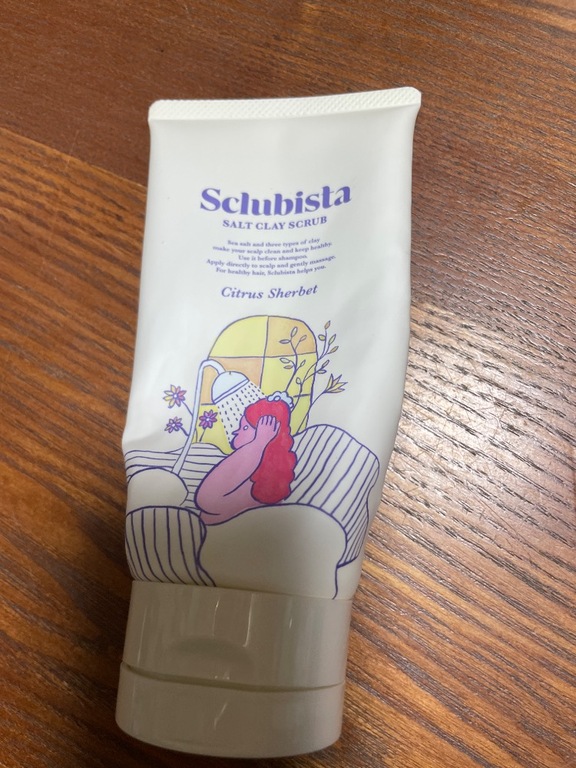 Sclubista
SALT CLAY SCRUB
Sea salt and three types of clay
make your scalp clean and keep healthy.
Use it before shampoo.
Apply directly to scalp and gently massage.
For healthy hair, Sclubista helps you.
Citrus Sherbet